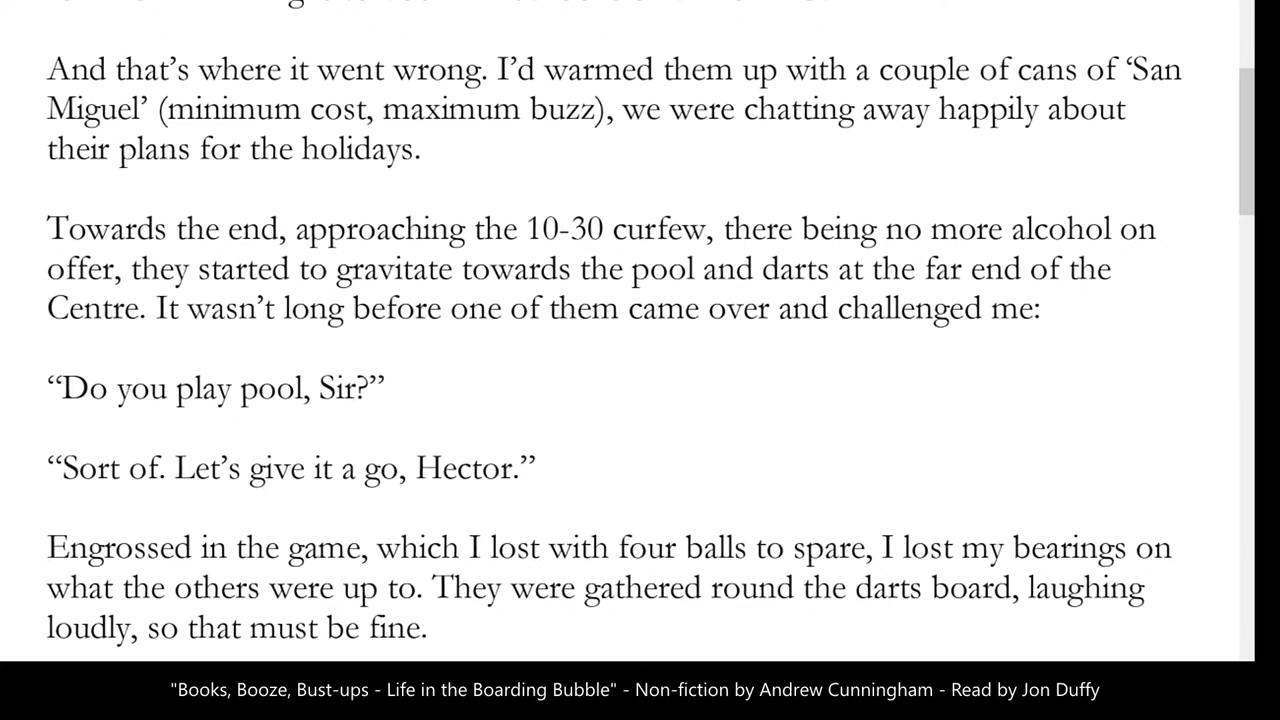 And that’s where it went wrong. I’d warmed them up with a couple of cans of ‘San
Miguel’ (minimum cost, maximum buzz), we were chatting away happily about
their plans for the holidays.
Towards the end, approaching the 10-30 curfew, there being no more alcohol on
offer, they started to gravitate towards the pool and darts at the far end of the
Centre. It wasn’t long before one of them came over and challenged me:
“Do you play pool, Sir?”
“Sort of. Let’s give it a go, Hector.”
Engrossed in the game, which I lost with four balls to spare, I lost my bearings on
what the others were up to. They were gathered round the darts board, laughing
loudly, so that must be fine.
"Books, Booze, Bust-ups - Life in the Boarding Bubble" - Non-fiction by Andrew Cunningham - Read by Jon Duffy